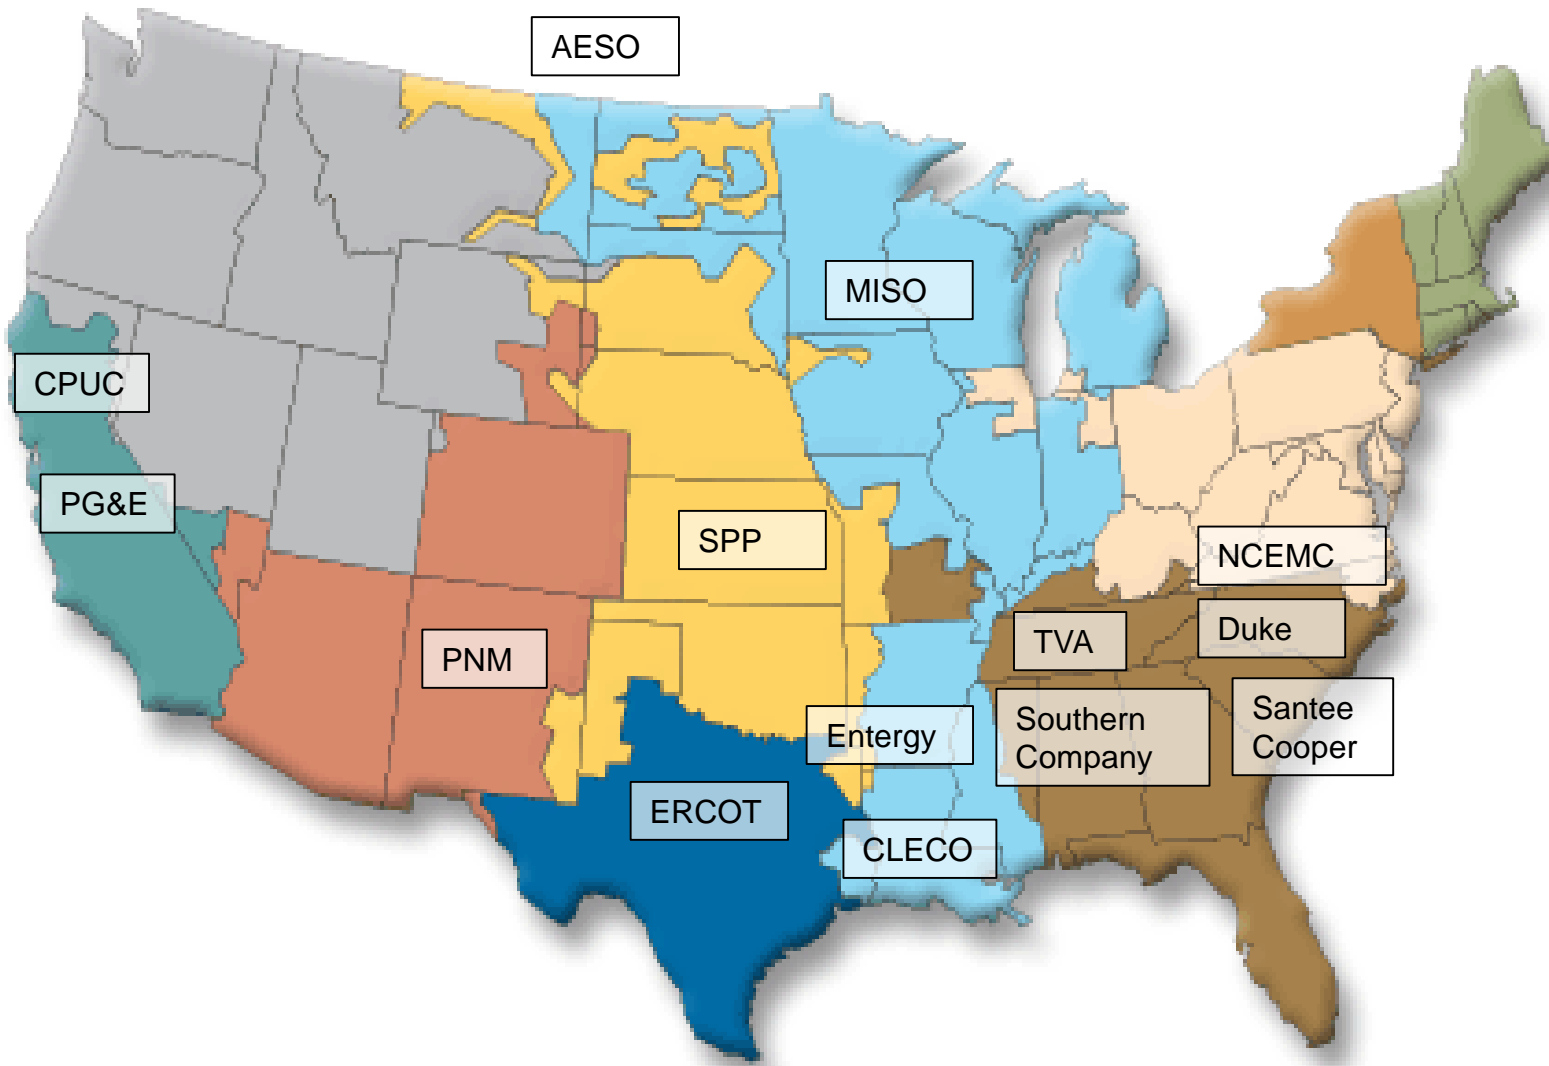 AESO
MISO
CPUC
PG&E
SPP
NCEMC
TVA
Duke
PNM
Entergy
Southern
Company
Santee
Cooper
ERCOT
CLECO